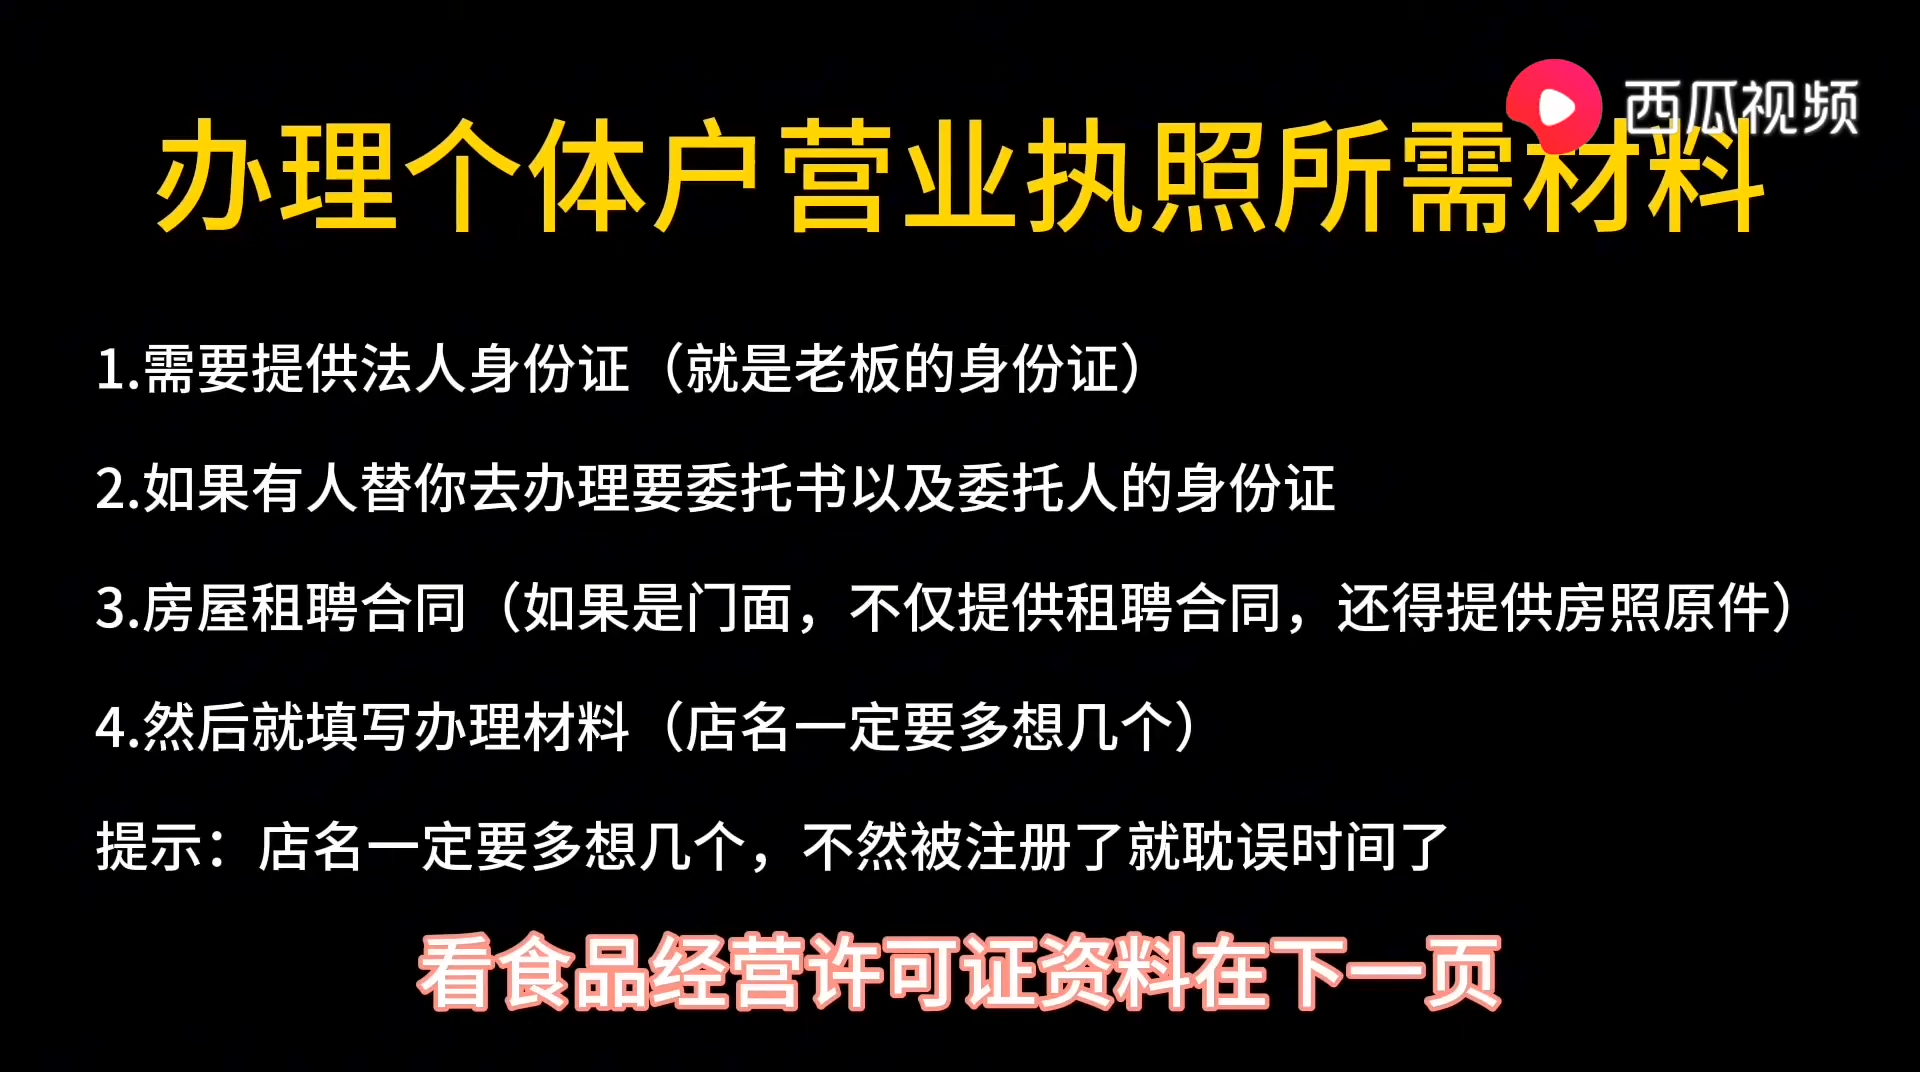 西瓜视频
办理个体户营业执照所需材料
1.需要提供法人身份证（就是老板的身份证）
2.如果有人替你去办理要委托书以及委托人的身份证
3.房屋租聘合同（如果是门面，不仅提供租聘合同，还得提供房照原件）
4.然后就填写办理材料（店名一定要多想几个）
提示：店名一定要多想几个，不然被注册了就耽误时间了
看食品经营许可证资料在下一页